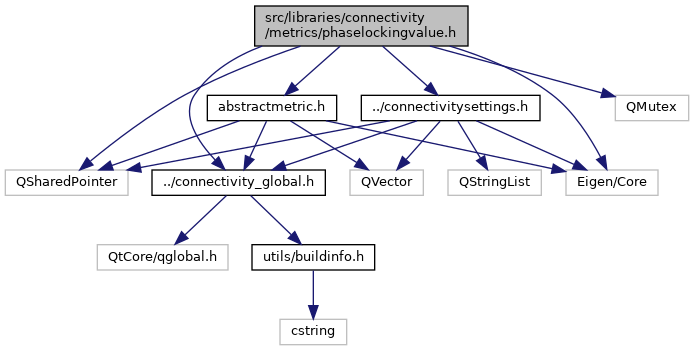 src/libraries/connectivity
/metrics/phaselockingvalue.h
abstractmetric.h
../connectivitysettings.h
QMutex
QSharedPointer
../connectivity_global.h
QVector
QStringList
Eigen/Core
QtCore/qglobal.h
utils/buildinfo.h
cstring